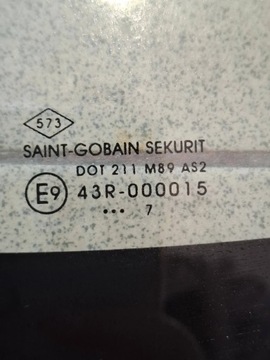 573
SAINT-GOBAIN SEKURIT
DOT 211 M89 AS2
E9 43R-000015
••• 7